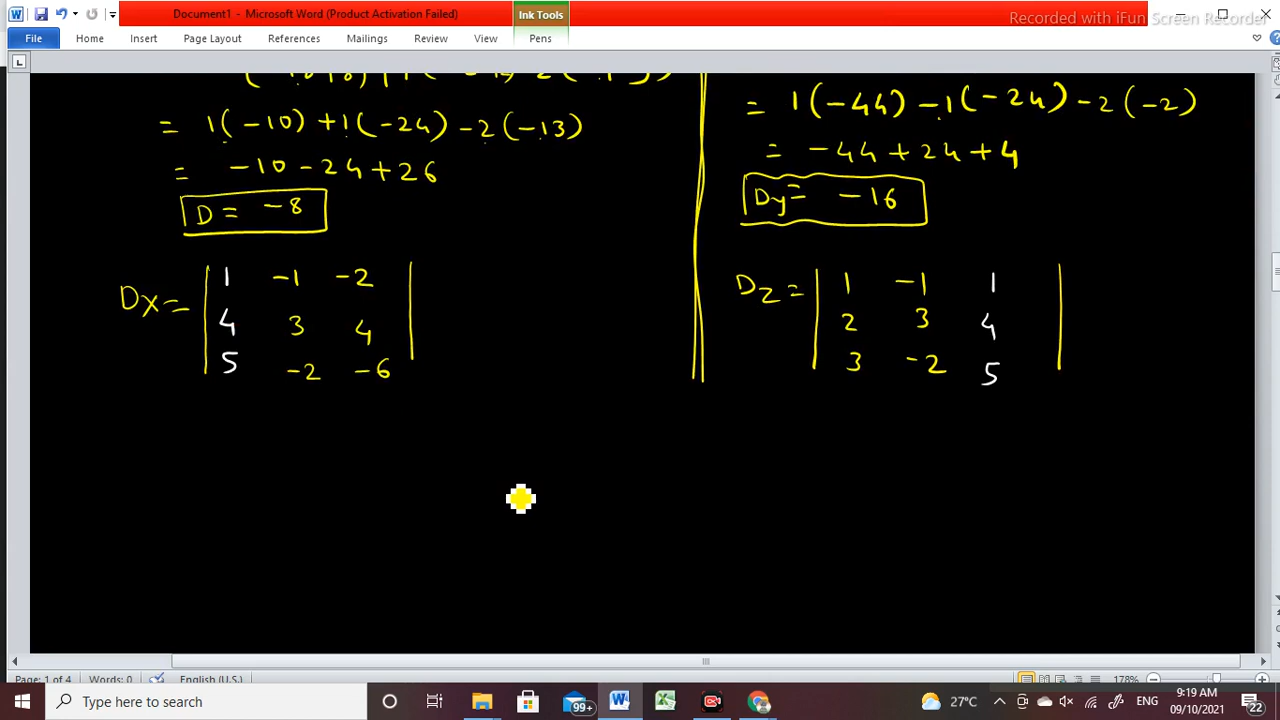 Document1 - Microsoft Word (Product Activation Failed)
Ink Tools
Recorded with iFun Screen Recorder
File Home Insert Page Layout References Mailings Review View Pens
= 1(-10) +1(-24) -2(-13)
= -10 -24 +26
D = -8
Dx= | 1 -1 -2 |
4 3 4
5 -2 -6
= 1(-44) -1(-24) -2(-2)
= -44 +24 +4
Dy= -16
Dz= | 1 -1 1 |
2 3 4
3 -2 5
Page: 1 of 4 Words: 0 English (U.S.) 178%
Type here to search
99+
27°C
ENG
9:19 AM
09/10/2021
22